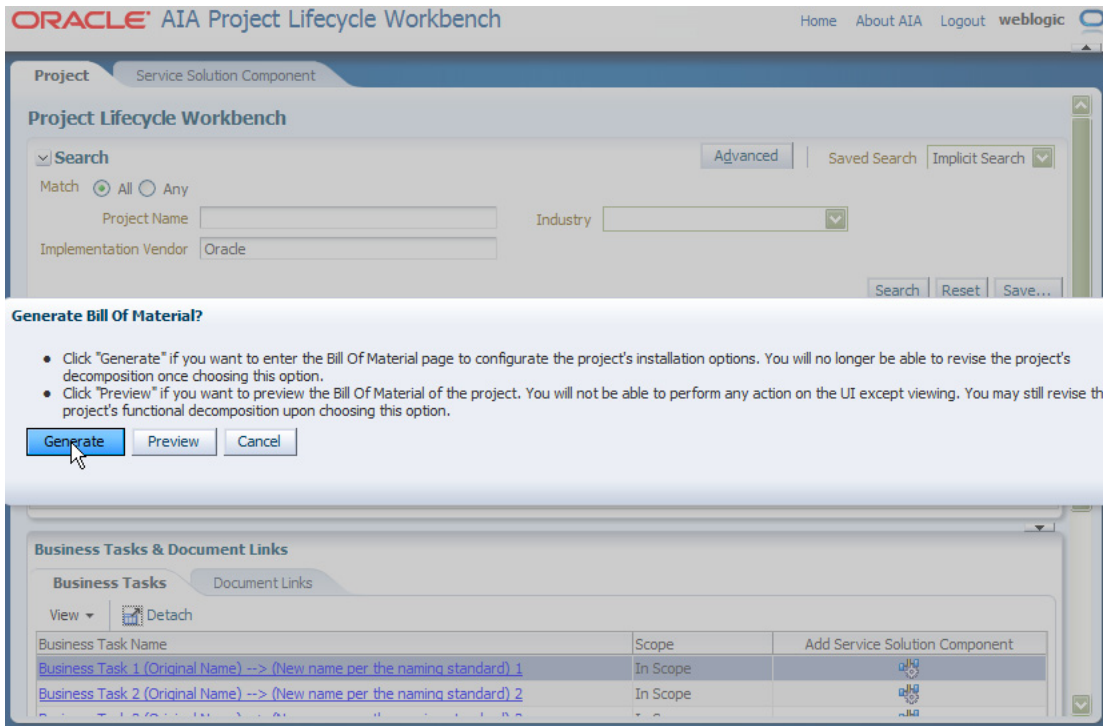 ORACLE® AIA Project Lifecycle Workbench
Home About AIA Logout weblogic
Project Service Solution Component
Project Lifecycle Workbench
Search Advanced Saved Search Implicit Search
Match All Any
Project Name Industry
Implementation Vendor Oracle
Search Reset Save...
Generate Bill Of Material?
• Click "Generate" if you want to enter the Bill Of Material page to configurate the project's installation options. You will no longer be able to revise the project's
decomposition once choosing this option.
• Click "Preview" if you want to preview the Bill Of Material of the project. You will not be able to perform any action on the UI except viewing. You may still revise th
project's functional decomposition upon choosing this option.
Generate Preview Cancel
Business Tasks & Document Links
Business Tasks Document Links
View Detach
Business Task Name Scope Add Service Solution Component
Business Task 1 (Original Name) --> (New name per the naming standard) 1 In Scope
Business Task 2 (Original Name) --> (New name per the naming standard) 2 In Scope